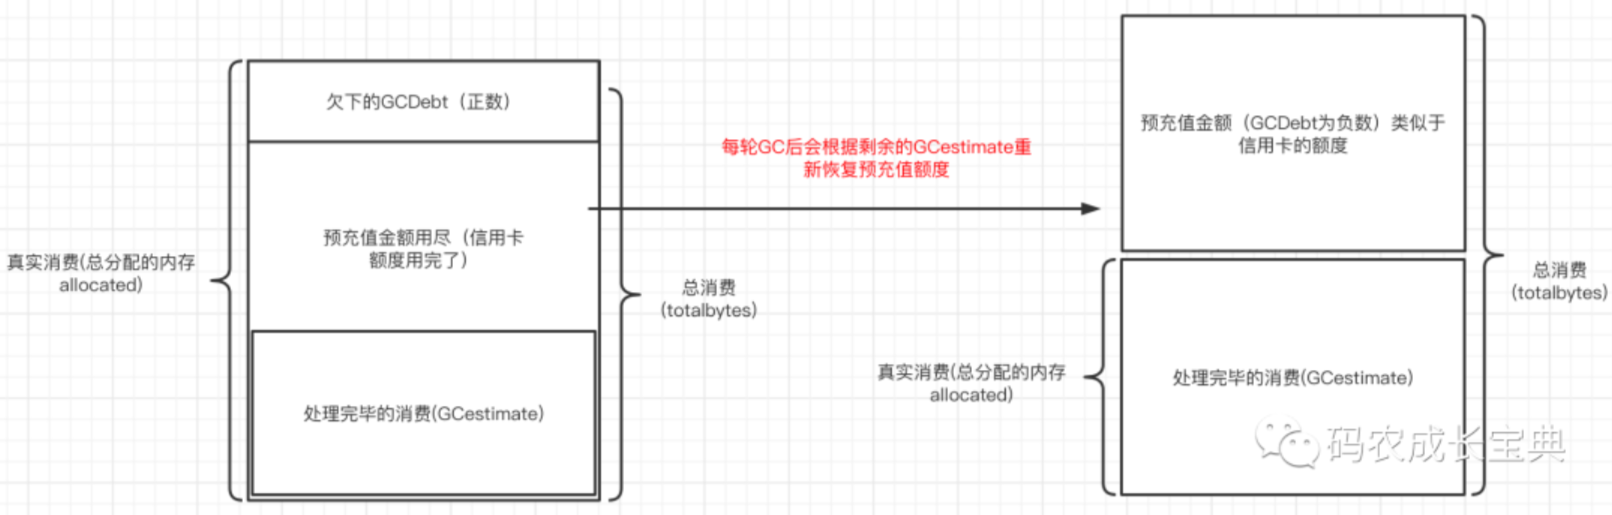 欠下的GCDebt（正数）
预充值金额用尽（信用卡
额度用完了）
处理完毕的消费(GCestimate)
真实消费(总分配的内存
allocated)
总消费
(totalbytes)
每轮GC后会根据剩余的GCestimate重
新恢复预充值额度
预充值金额（GCDebt为负数）类似于
信用卡的额度
处理完毕的消费(GCestimate)
真实消费(总分配的内存
allocated)
总消费
(totalbytes)
码农成长宝典